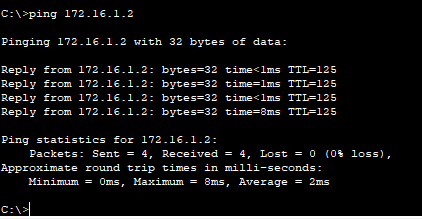 C:\>ping 172.16.1.2
Pinging 172.16.1.2 with 32 bytes of data:
Reply from 172.16.1.2: bytes=32 time<1ms TTL=125
Reply from 172.16.1.2: bytes=32 time=1ms TTL=125
Reply from 172.16.1.2: bytes=32 time<1ms TTL=125
Reply from 172.16.1.2: bytes=32 time=8ms TTL=125
Ping statistics for 172.16.1.2:
Packets: Sent = 4, Received = 4, Lost = 0 (0% loss),
Approximate round trip times in milli-seconds:
Minimum = 0ms, Maximum = 8ms, Average = 2ms
C:\>